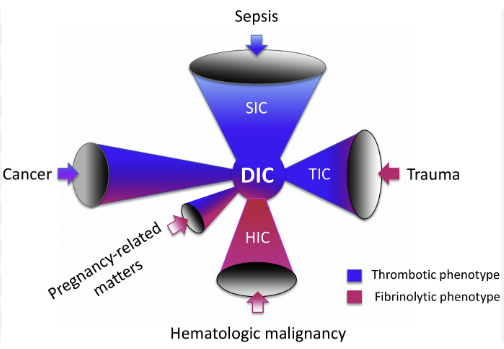 Sepsis
SIC
Cancer
DIC
TIC
Trauma
Pregnancy-related
matters
HIC
Thrombotic phenotype
Fibrinolytic phenotype
Hematologic malignancy